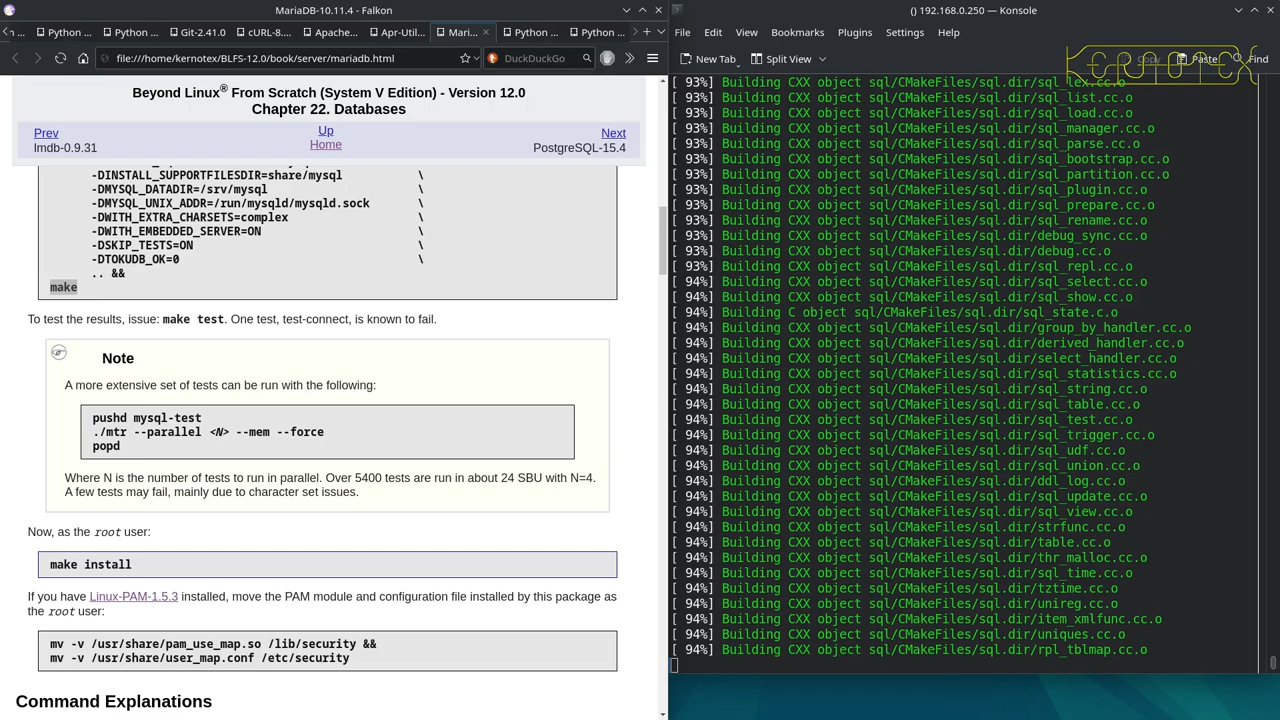 MariaDB-10.11.4 - Falkon
n ...
Python ...
Python ...
Git-2.41.0
cURL-8....
Apache...
Apr-Util...
Mari...
Python ...
Python ...
file:///home/kernotex/BLFS-12.0/book/server/mariadb.html
DuckDuckGo
Beyond Linux® From Scratch (System V Edition) - Version 12.0
Chapter 22. Databases
Prev
Up
Next
lmdb-0.9.31
Home
PostgreSQL-15.4
-DINSTALL_SUPPORTFILESDIR=share/mysql \
-DMYSQL_DATADIR=/srv/mysql \
-DMYSQL_UNIX_ADDR=/run/mysqld/mysqld.sock \
-DWITH_EXTRA_CHARSETS=complex \
-DWITH_EMBEDDED_SERVER=ON \
-DSKIP_TESTS=ON \
-DTOKUDB_OK=0 \
.. &&
make
To test the results, issue: make test. One test, test-connect, is known to fail.
Note
A more extensive set of tests can be run with the following:
pushd mysql-test
./mtr --parallel <N> --mem --force
popd
Where N is the number of tests to run in parallel. Over 5400 tests are run in about 24 SBU with N=4.
A few tests may fail, mainly due to character set issues.
Now, as the root user:
make install
If you have Linux-PAM-1.5.3 installed, move the PAM module and configuration file installed by this package as
the root user:
mv -v /usr/share/pam_use_map.so /lib/security &&
mv -v /usr/share/user_map.conf /etc/security
Command Explanations
() 192.168.0.250 — Konsole
File Edit View Bookmarks Plugins Settings Help
New Tab
Split View
Copy
Paste
Find
[ 93%] Building CXX object sql/CMakeFiles/sql.dir/sql_lex.cc.o
[ 93%] Building CXX object sql/CMakeFiles/sql.dir/sql_list.cc.o
[ 93%] Building CXX object sql/CMakeFiles/sql.dir/sql_load.cc.o
[ 93%] Building CXX object sql/CMakeFiles/sql.dir/sql_manager.cc.o
[ 93%] Building CXX object sql/CMakeFiles/sql.dir/sql_parse.cc.o
[ 93%] Building CXX object sql/CMakeFiles/sql.dir/sql_bootstrap.cc.o
[ 93%] Building CXX object sql/CMakeFiles/sql.dir/sql_partition.cc.o
[ 93%] Building CXX object sql/CMakeFiles/sql.dir/sql_plugin.cc.o
[ 93%] Building CXX object sql/CMakeFiles/sql.dir/sql_prepare.cc.o
[ 93%] Building CXX object sql/CMakeFiles/sql.dir/sql_rename.cc.o
[ 93%] Building CXX object sql/CMakeFiles/sql.dir/debug_sync.cc.o
[ 93%] Building CXX object sql/CMakeFiles/sql.dir/debug.cc.o
[ 93%] Building CXX object sql/CMakeFiles/sql.dir/sql_repl.cc.o
[ 94%] Building CXX object sql/CMakeFiles/sql.dir/sql_select.cc.o
[ 94%] Building CXX object sql/CMakeFiles/sql.dir/sql_show.cc.o
[ 94%] Building C object sql/CMakeFiles/sql.dir/sql_state.c.o
[ 94%] Building CXX object sql/CMakeFiles/sql.dir/group_by_handler.cc.o
[ 94%] Building CXX object sql/CMakeFiles/sql.dir/derived_handler.cc.o
[ 94%] Building CXX object sql/CMakeFiles/sql.dir/select_handler.cc.o
[ 94%] Building CXX object sql/CMakeFiles/sql.dir/sql_statistics.cc.o
[ 94%] Building CXX object sql/CMakeFiles/sql.dir/sql_string.cc.o
[ 94%] Building CXX object sql/CMakeFiles/sql.dir/sql_table.cc.o
[ 94%] Building CXX object sql/CMakeFiles/sql.dir/sql_test.cc.o
[ 94%] Building CXX object sql/CMakeFiles/sql.dir/sql_trigger.cc.o
[ 94%] Building CXX object sql/CMakeFiles/sql.dir/sql_udf.cc.o
[ 94%] Building CXX object sql/CMakeFiles/sql.dir/sql_union.cc.o
[ 94%] Building CXX object sql/CMakeFiles/sql.dir/ddl_log.cc.o
[ 94%] Building CXX object sql/CMakeFiles/sql.dir/sql_update.cc.o
[ 94%] Building CXX object sql/CMakeFiles/sql.dir/sql_view.cc.o
[ 94%] Building CXX object sql/CMakeFiles/sql.dir/strfunc.cc.o
[ 94%] Building CXX object sql/CMakeFiles/sql.dir/table.cc.o
[ 94%] Building CXX object sql/CMakeFiles/sql.dir/thr_malloc.cc.o
[ 94%] Building CXX object sql/CMakeFiles/sql.dir/sql_time.cc.o
[ 94%] Building CXX object sql/CMakeFiles/sql.dir/tztime.cc.o
[ 94%] Building CXX object sql/CMakeFiles/sql.dir/unireg.cc.o
[ 94%] Building CXX object sql/CMakeFiles/sql.dir/item_xmlfunc.cc.o
[ 94%] Building CXX object sql/CMakeFiles/sql.dir/uniques.cc.o
[ 94%] Building CXX object sql/CMakeFiles/sql.dir/rpl_tblmap.cc.o